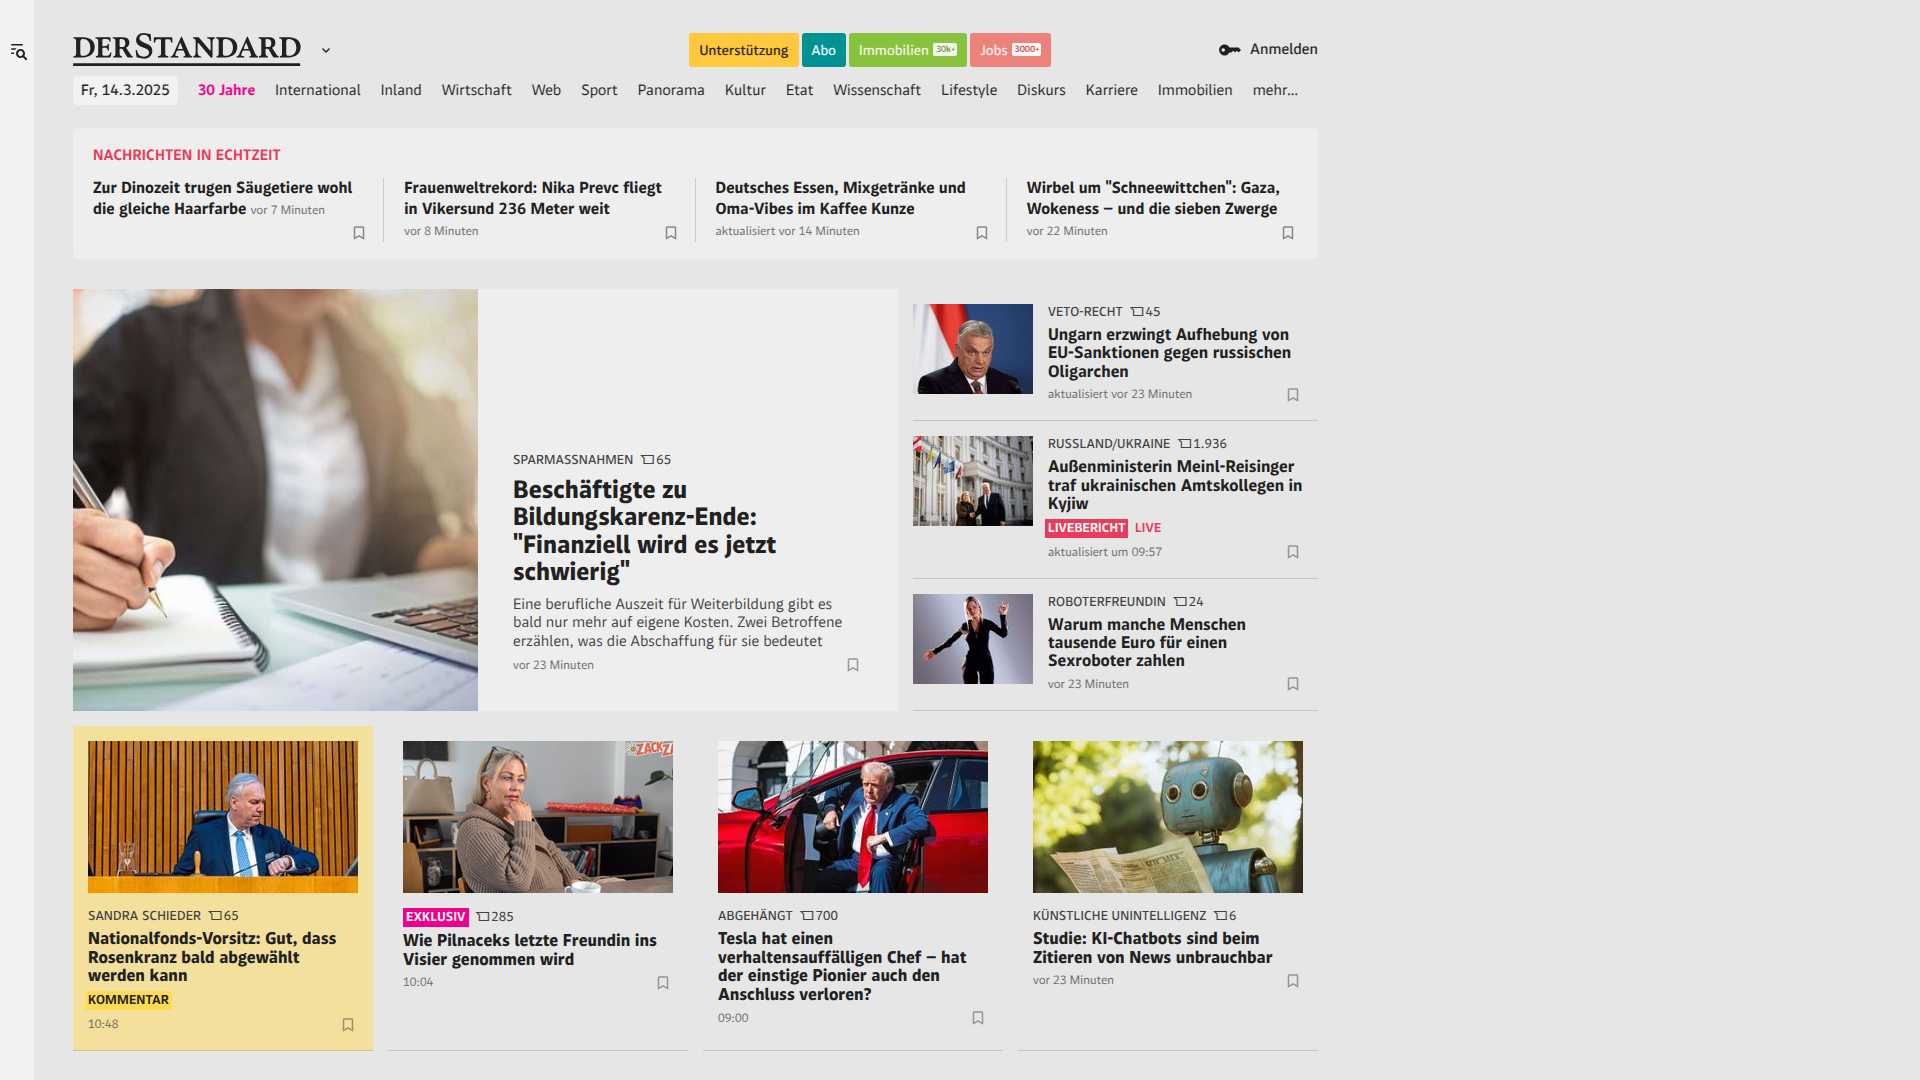 DERSTANDARD
Unterstützung
Abo
Immobilien 30k+
Jobs 3000+
Anmelden
Fr, 14.3.2025
30 Jahre
International
Inland
Wirtschaft
Web
Sport
Panorama
Kultur
Etat
Wissenschaft
Lifestyle
Diskurs
Karriere
Immobilien
mehr...
NACHRICHTEN IN ECHTZEIT
Zur Dinozeit trugen Säugetiere wohl
die gleiche Haarfarbe vor 7 Minuten
Frauenweltrekord: Nika Prevc fliegt
in Vikersund 236 Meter weit
vor 8 Minuten
Deutsches Essen, Mixgetränke und
Oma-Vibes im Kaffee Kunze
aktualisiert vor 14 Minuten
Wirbel um "Schneewittchen": Gaza,
Wokeness – und die sieben Zwerge
vor 22 Minuten
SPARMASSNAHMEN 65
Beschäftigte zu
Bildungskarenz-Ende:
"Finanziell wird es jetzt
schwierig"
Eine berufliche Auszeit für Weiterbildung gibt es
bald nur mehr auf eigene Kosten. Zwei Betroffene
erzählen, was die Abschaffung für sie bedeutet
vor 23 Minuten
VETO-RECHT 45
Ungarn erzwingt Aufhebung von
EU-Sanktionen gegen russischen
Oligarchen
aktualisiert vor 23 Minuten
RUSSLAND/UKRAINE 1.936
Außenministerin Meinl-Reisinger
traf ukrainischen Amtskollegen in
Kyjiw
LIVEBERICHT LIVE
aktualisiert um 09:57
ROBOTERFREUNDIN 24
Warum manche Menschen
tausende Euro für einen
Sexroboter zahlen
vor 23 Minuten
SANDRA SCHIEDER 65
Nationalfonds-Vorsitz: Gut, dass
Rosenkranz bald abgewählt
werden kann
KOMMENTAR
10:48
EXKLUSIV 285
Wie Pilnaceks letzte Freundin ins
Visier genommen wird
10:04
ABGEHÄNGT 700
Tesla hat einen
verhaltensauffälligen Chef – hat
der einstige Pionier auch den
Anschluss verloren?
09:00
KÜNSTLICHE UNINTELLIGENZ 6
Studie: KI-Chatbots sind beim
Zitieren von News unbrauchbar
vor 23 Minuten